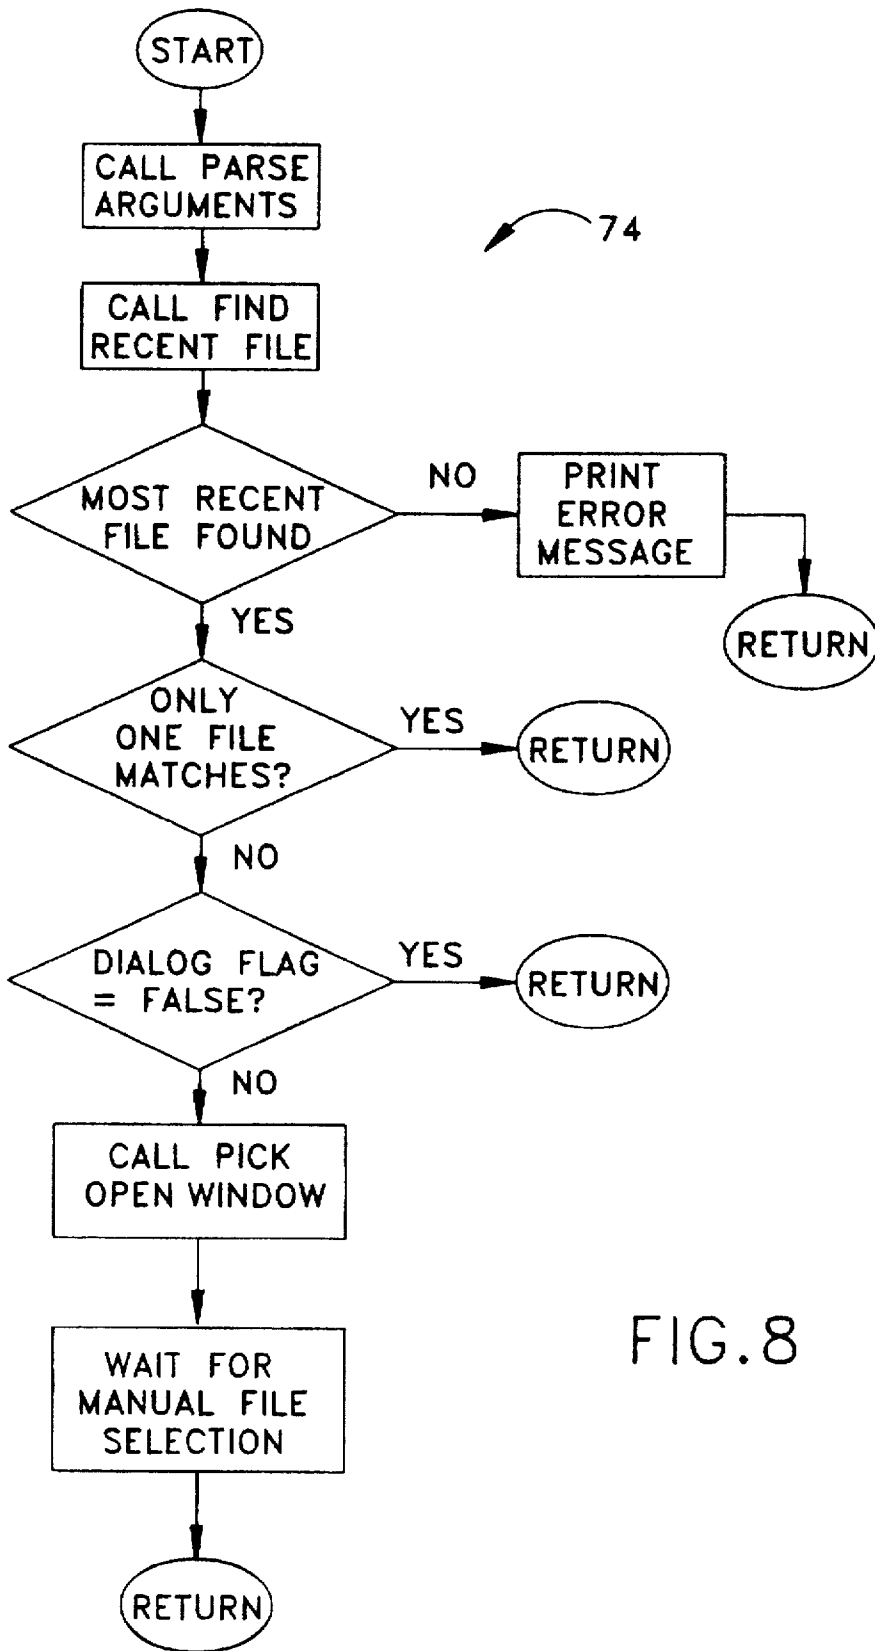 START
CALL PARSE
ARGUMENTS
74
CALL FIND
RECENT FILE
MOST RECENT
FILE FOUND
NO
PRINT
ERROR
MESSAGE
RETURN
YES
ONLY
ONE FILE
MATCHES?
YES
RETURN
NO
DIALOG FLAG
= FALSE?
YES
RETURN
NO
CALL PICK
OPEN WINDOW
WAIT FOR
MANUAL FILE
SELECTION
RETURN
FIG.8